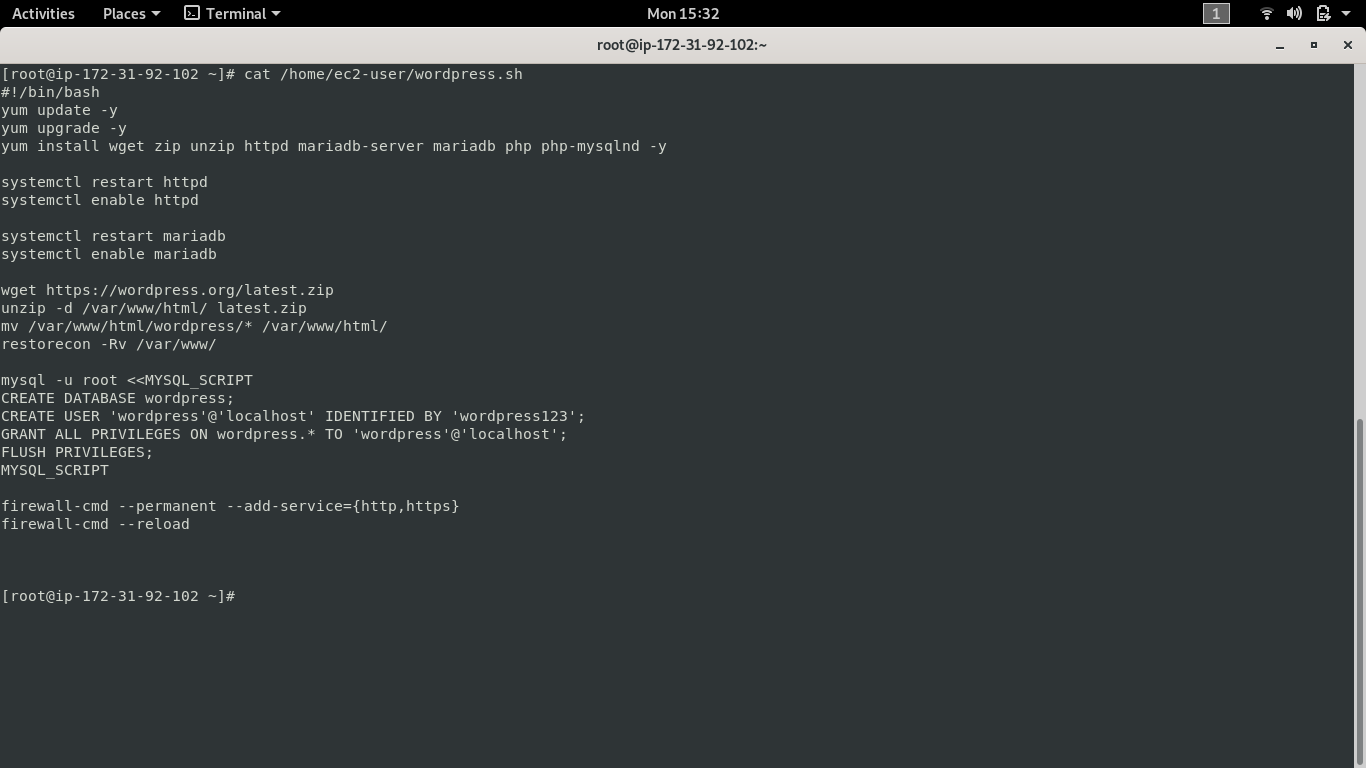 Activities Places Terminal Mon 15:32 1
root@ip-172-31-92-102:~
[root@ip-172-31-92-102 ~]# cat /home/ec2-user/wordpress.sh
#!/bin/bash
yum update -y
yum upgrade -y
yum install wget zip unzip httpd mariadb-server mariadb php php-mysqlnd -y
systemctl restart httpd
systemctl enable httpd
systemctl restart mariadb
systemctl enable mariadb
wget https://wordpress.org/latest.zip
unzip -d /var/www/html/ latest.zip
mv /var/www/html/wordpress/* /var/www/html/
restorecon -Rv /var/www/
mysql -u root <<MYSQL_SCRIPT
CREATE DATABASE wordpress;
CREATE USER 'wordpress'@'localhost' IDENTIFIED BY 'wordpress123';
GRANT ALL PRIVILEGES ON wordpress.* TO 'wordpress'@'localhost';
FLUSH PRIVILEGES;
MYSQL_SCRIPT
firewall-cmd --permanent --add-service={http,https}
firewall-cmd --reload
[root@ip-172-31-92-102 ~]#